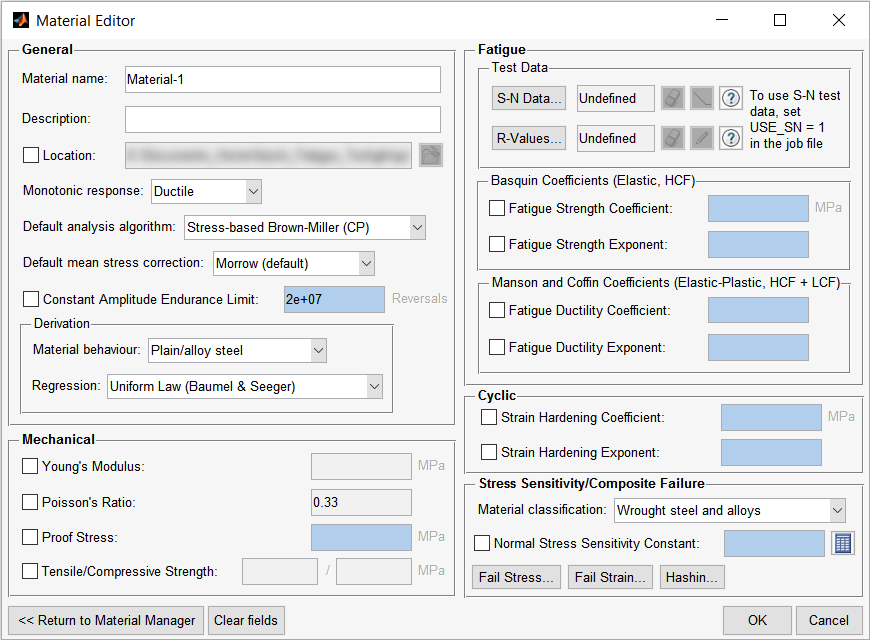 Material Editor
General
Material name: Material-1
Description:
Location:
Monotonic response: Ductile
Default analysis algorithm: Stress-based Brown-Miller (CP)
Default mean stress correction: Morrow (default)
Constant Amplitude Endurance Limit: 2e+07 Reversals
Derivation
Material behaviour: Plain/alloy steel
Regression: Uniform Law (Baumel & Seeger)
Mechanical
Young's Modulus: MPa
Poisson's Ratio: 0.33
Proof Stress: MPa
Tensile/Compressive Strength: / MPa
<< Return to Material Manager Clear fields
Fatigue
Test Data
S-N Data... Undefined ?
R-Values... Undefined ?
To use S-N test
data, set
USE_SN = 1
in the job file
Basquin Coefficients (Elastic, HCF)
Fatigue Strength Coefficient: MPa
Fatigue Strength Exponent:
Manson and Coffin Coefficients (Elastic-Plastic, HCF + LCF)
Fatigue Ductility Coefficient:
Fatigue Ductility Exponent:
Cyclic
Strain Hardening Coefficient: MPa
Strain Hardening Exponent:
Stress Sensitivity/Composite Failure
Material classification: Wrought steel and alloys
Normal Stress Sensitivity Constant:
Fail Stress... Fail Strain... Hashin...
OK Cancel